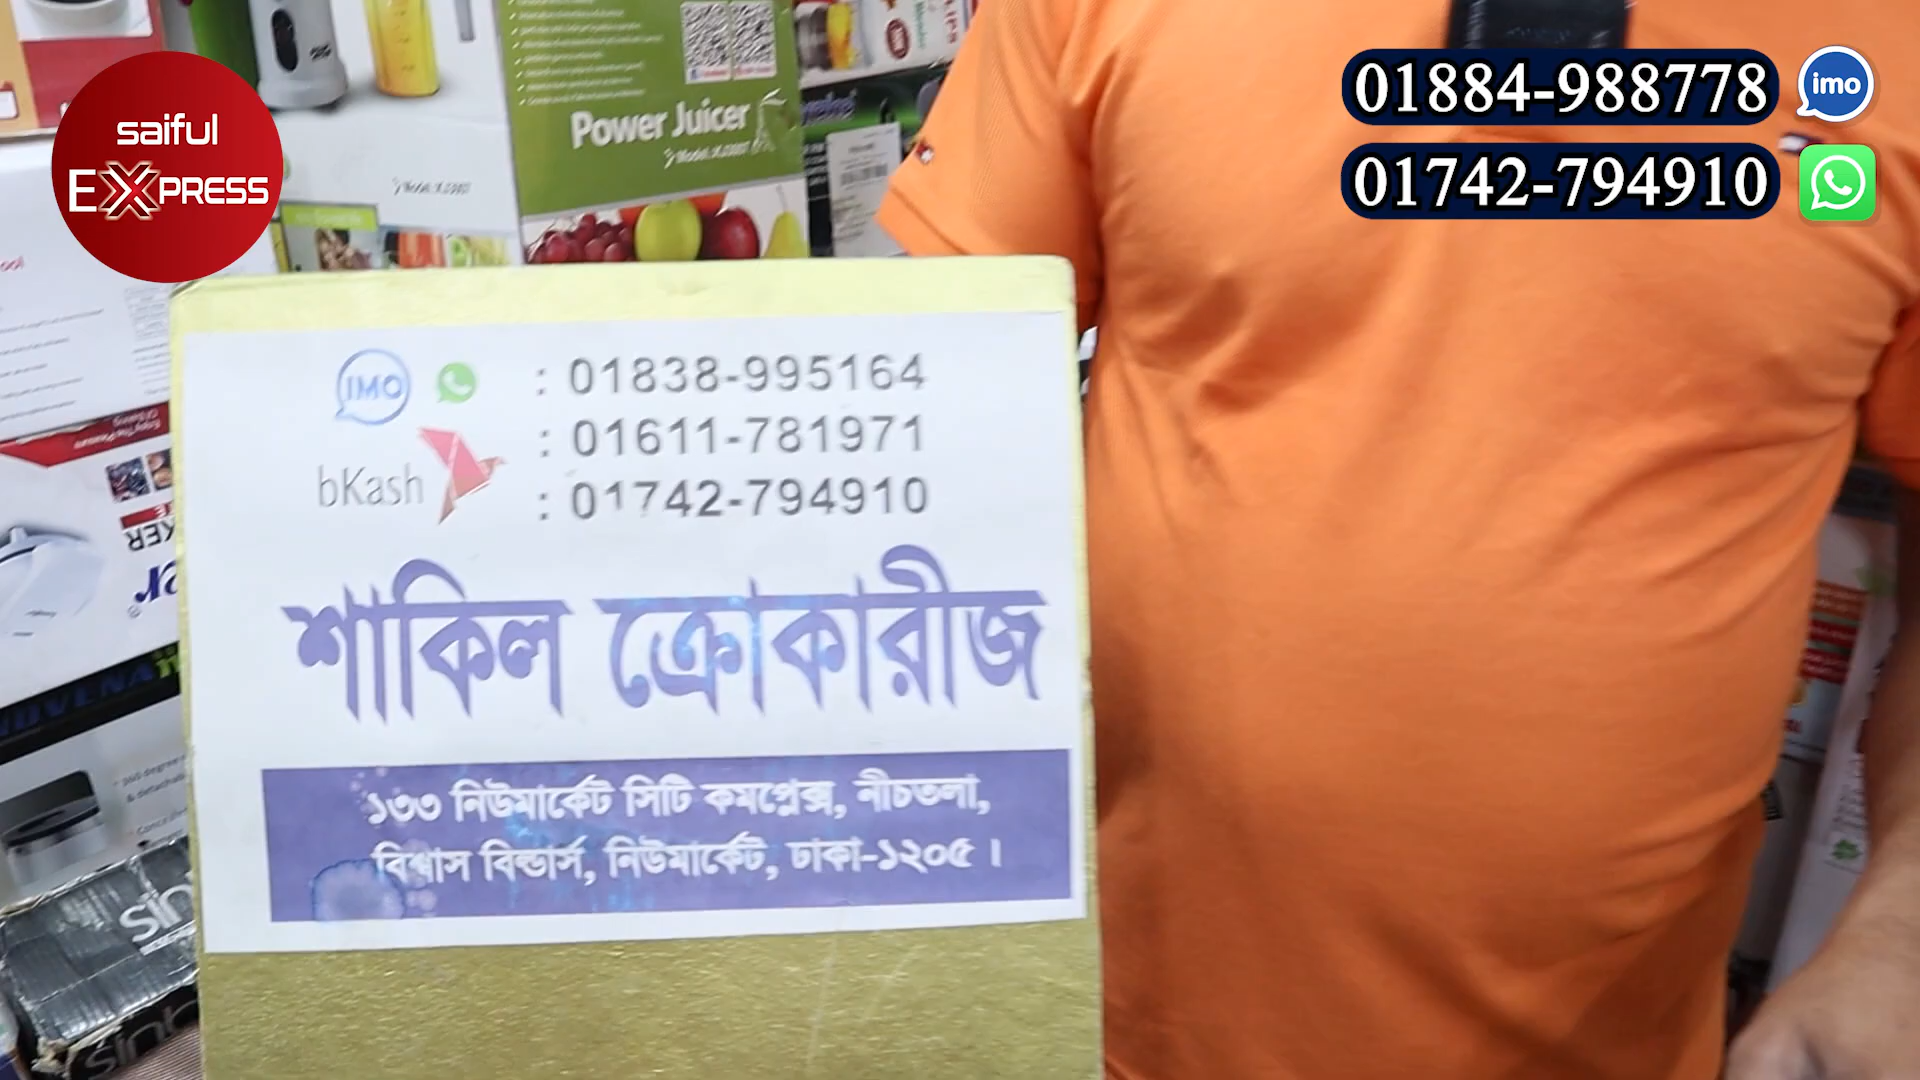 saiful
EXPRESS
01884-988778
imo
01742-794910
Power Juicer
IMO : 01838-995164
: 01611-781971
bKash : 01742-794910
শাকিল ক্রোকারীজ
১৩৩ নিউমার্কেট সিটি কমপ্লেক্স, নীচতলা,
বিশ্বাস বিল্ডার্স, নিউমার্কেট, ঢাকা-১২০৫ ।